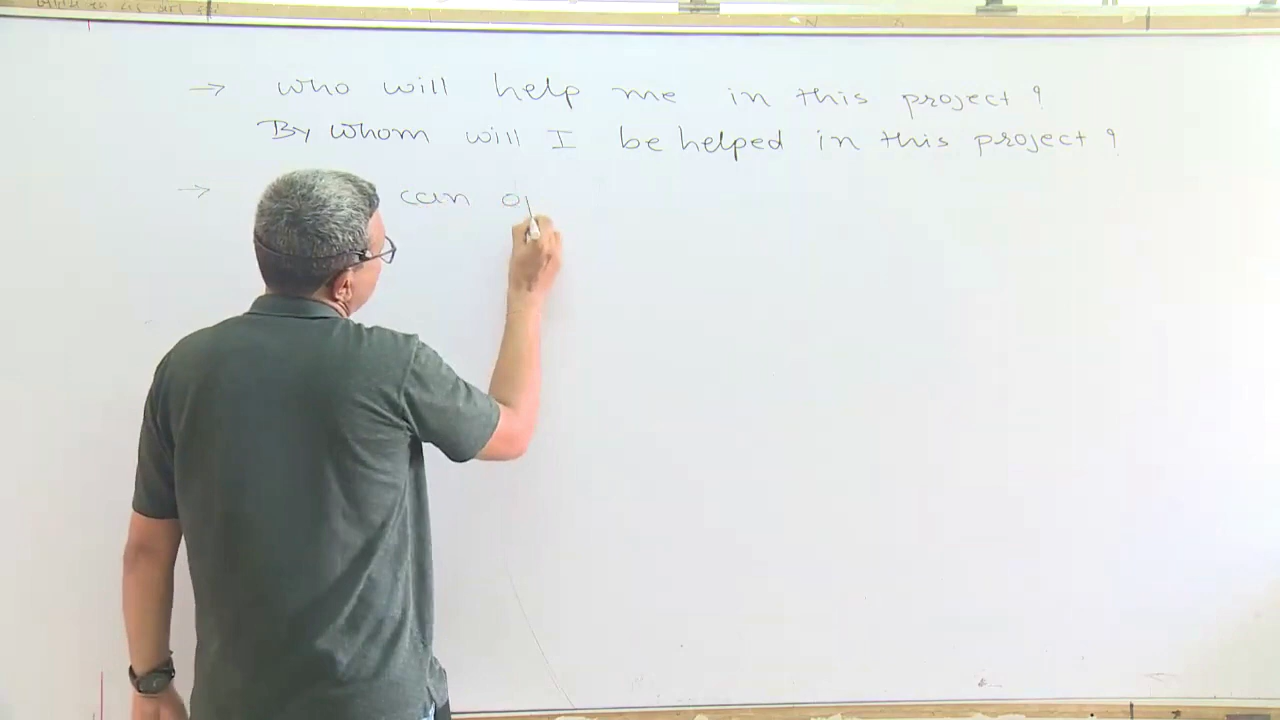 → who will help me in this project?
By whom will I be helped in this project?
→ can